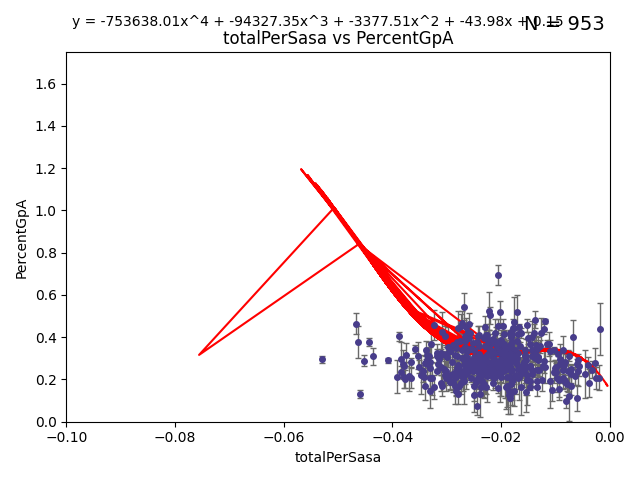 y = -753638.01x^4 + -94327.35x^3 + -3377.51x^2 + -43.98x + 0.15
N = 953
totalPerSasa vs PercentGpA
1.6
1.4
1.2
1.0
0.8
0.6
0.4
0.2
0.0
PercentGpA
−0.10 −0.08 −0.06 −0.04 −0.02 0.00
totalPerSasa